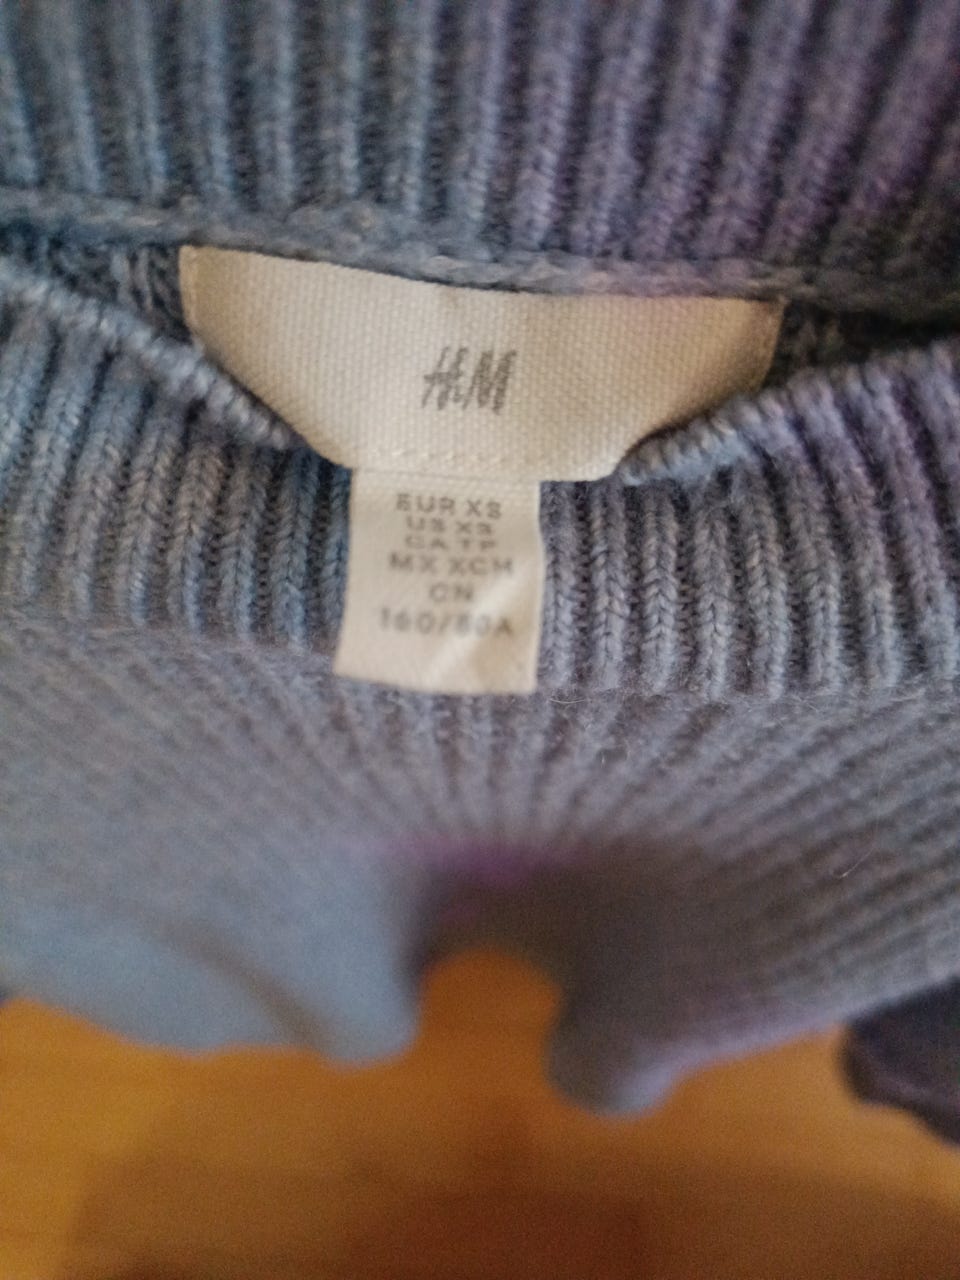 H&M
EUR XS
US XS
CA TP
MX XCH
CN
160/80A